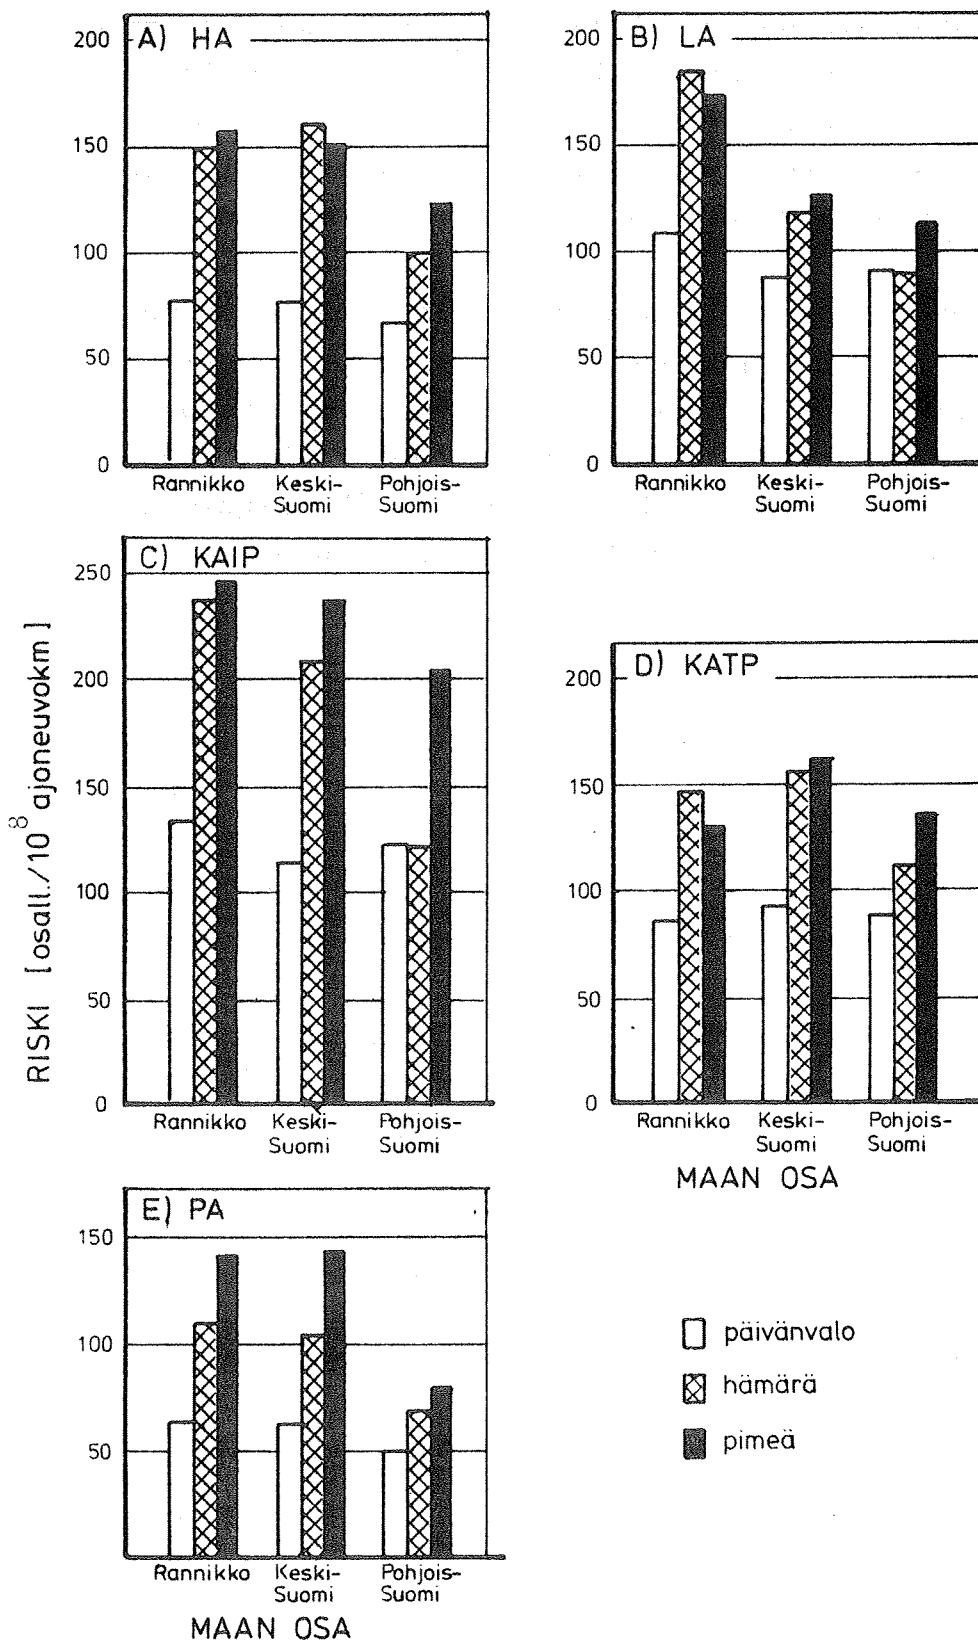 A) HA
200
150
100
50
0
Rannikko Keski- Pohjois-
Suomi Suomi
B) LA
200
150
100
50
0
Rannikko Keski- Pohjois-
Suomi Suomi
RISKI [osall./10⁸ ajoneuvokm]
C) KAIP
250
200
150
100
50
0
Rannikko Keski- Pohjois-
Suomi Suomi
D) KATP
200
150
100
50
0
Rannikko Keski- Pohjois-
Suomi Suomi
MAAN OSA
E) PA
150
100
50
Rannikko Keski- Pohjois-
Suomi Suomi
MAAN OSA
päivänvalo
hämärä
pimeä